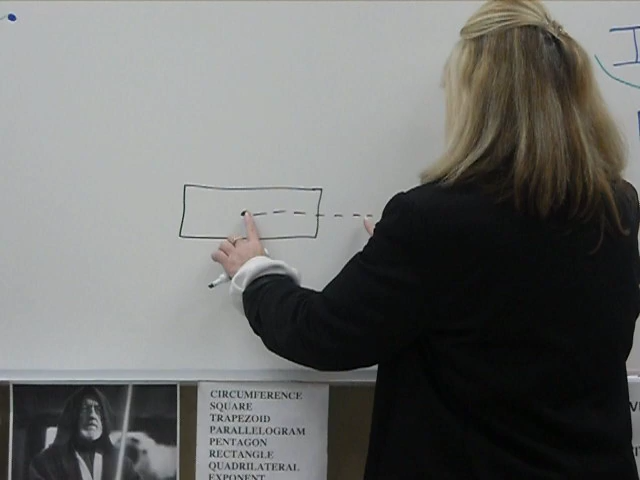 I
CIRCUMFERENCE
SQUARE
TRAPEZOID
PARALLELOGRAM
PENTAGON
RECTANGLE
QUADRILATERAL
EXPONENT